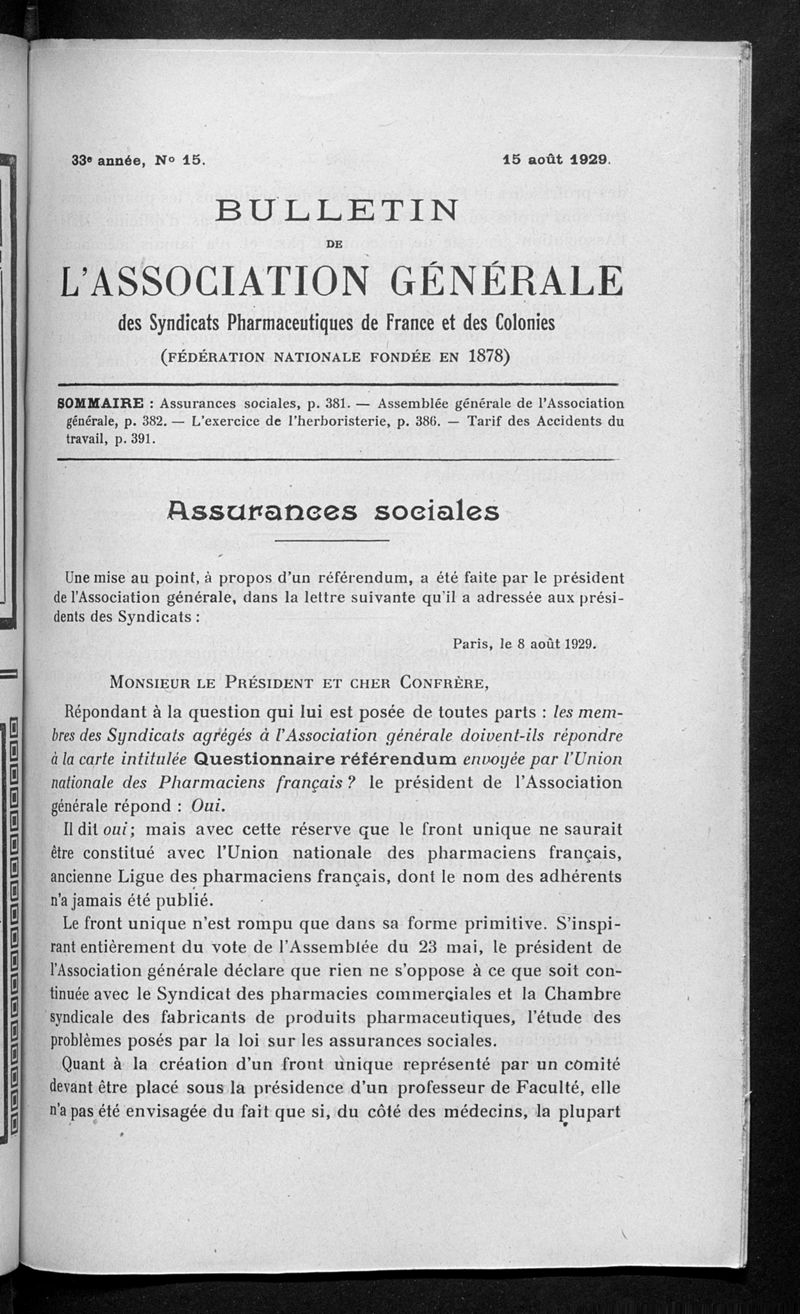 33e année, No 15.
15 août 1929.
BULLETIN
DE
L'ASSOCIATION GÉNÉRALE
des Syndicats Pharmaceutiques de France et des Colonies
(FÉDÉRATION NATIONALE FONDÉE EN 1878)
SOMMAIRE : Assurances sociales, p. 381. — Assemblée générale de l'Association
générale, p. 382. — L'exercice de l'herboristerie, p. 386. — Tarif des Accidents du
travail, p. 391.
Assurances sociales
Une mise au point, à propos d'un référendum, a été faite par le président
de l'Association générale, dans la lettre suivante qu'il a adressée aux prési-
dents des Syndicats :
Paris, le 8 août 1929.
MONSIEUR LE PRÉSIDENT ET CHER CONFRÈRE,
Répondant à la question qui lui est posée de toutes parts : les mem-
bres des Syndicats agrégés à l'Association générale doivent-ils répondre
à la carte intitulée Questionnaire référendum envoyée par l'Union
nationale des Pharmaciens français ? le président de l'Association
générale répond : Oui.
Il dit oui ; mais avec cette réserve que le front unique ne saurait
être constitué avec l'Union nationale des pharmaciens français,
ancienne Ligue des pharmaciens français, dont le nom des adhérents
n'a jamais été publié.
Le front unique n'est rompu que dans sa forme primitive. S'inspi-
rant entièrement du vote de l'Assemblée du 23 mai, le président de
l'Association générale déclare que rien ne s'oppose à ce que soit con-
tinuée avec le Syndicat des pharmacies commerciales et la Chambre
syndicale des fabricants de produits pharmaceutiques, l'étude des
problèmes posés par la loi sur les assurances sociales.
Quant à la création d'un front unique représenté par un comité
devant être placé sous la présidence d'un professeur de Faculté, elle
n'a pas été envisagée du fait que si, du côté des médecins, la plupart